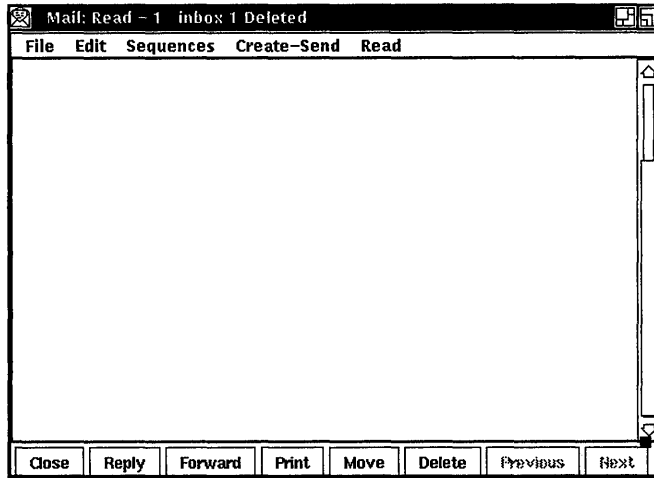 Mail: Read – 1 inbox 1 Deleted
File Edit Sequences Create–Send Read
Close Reply Forward Print Move Delete Previous Next